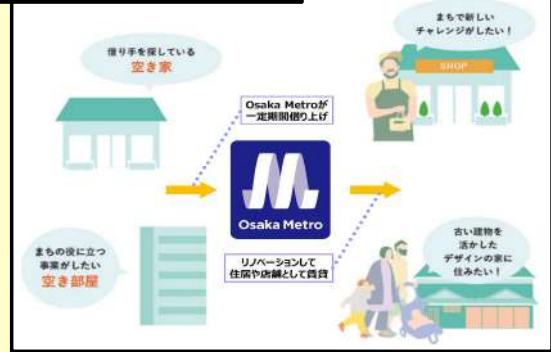 借り手を探している
空き家
まちで新しい
チャレンジがしたい！
SHOP
Osaka Metroが
一定期間借り上げ
Osaka Metro
まちの役に立つ
事業がしたい
空き部屋
リノベーションして
住居や店舗として賃貸
古い建物を
活かした
デザインの家に
住みたい！